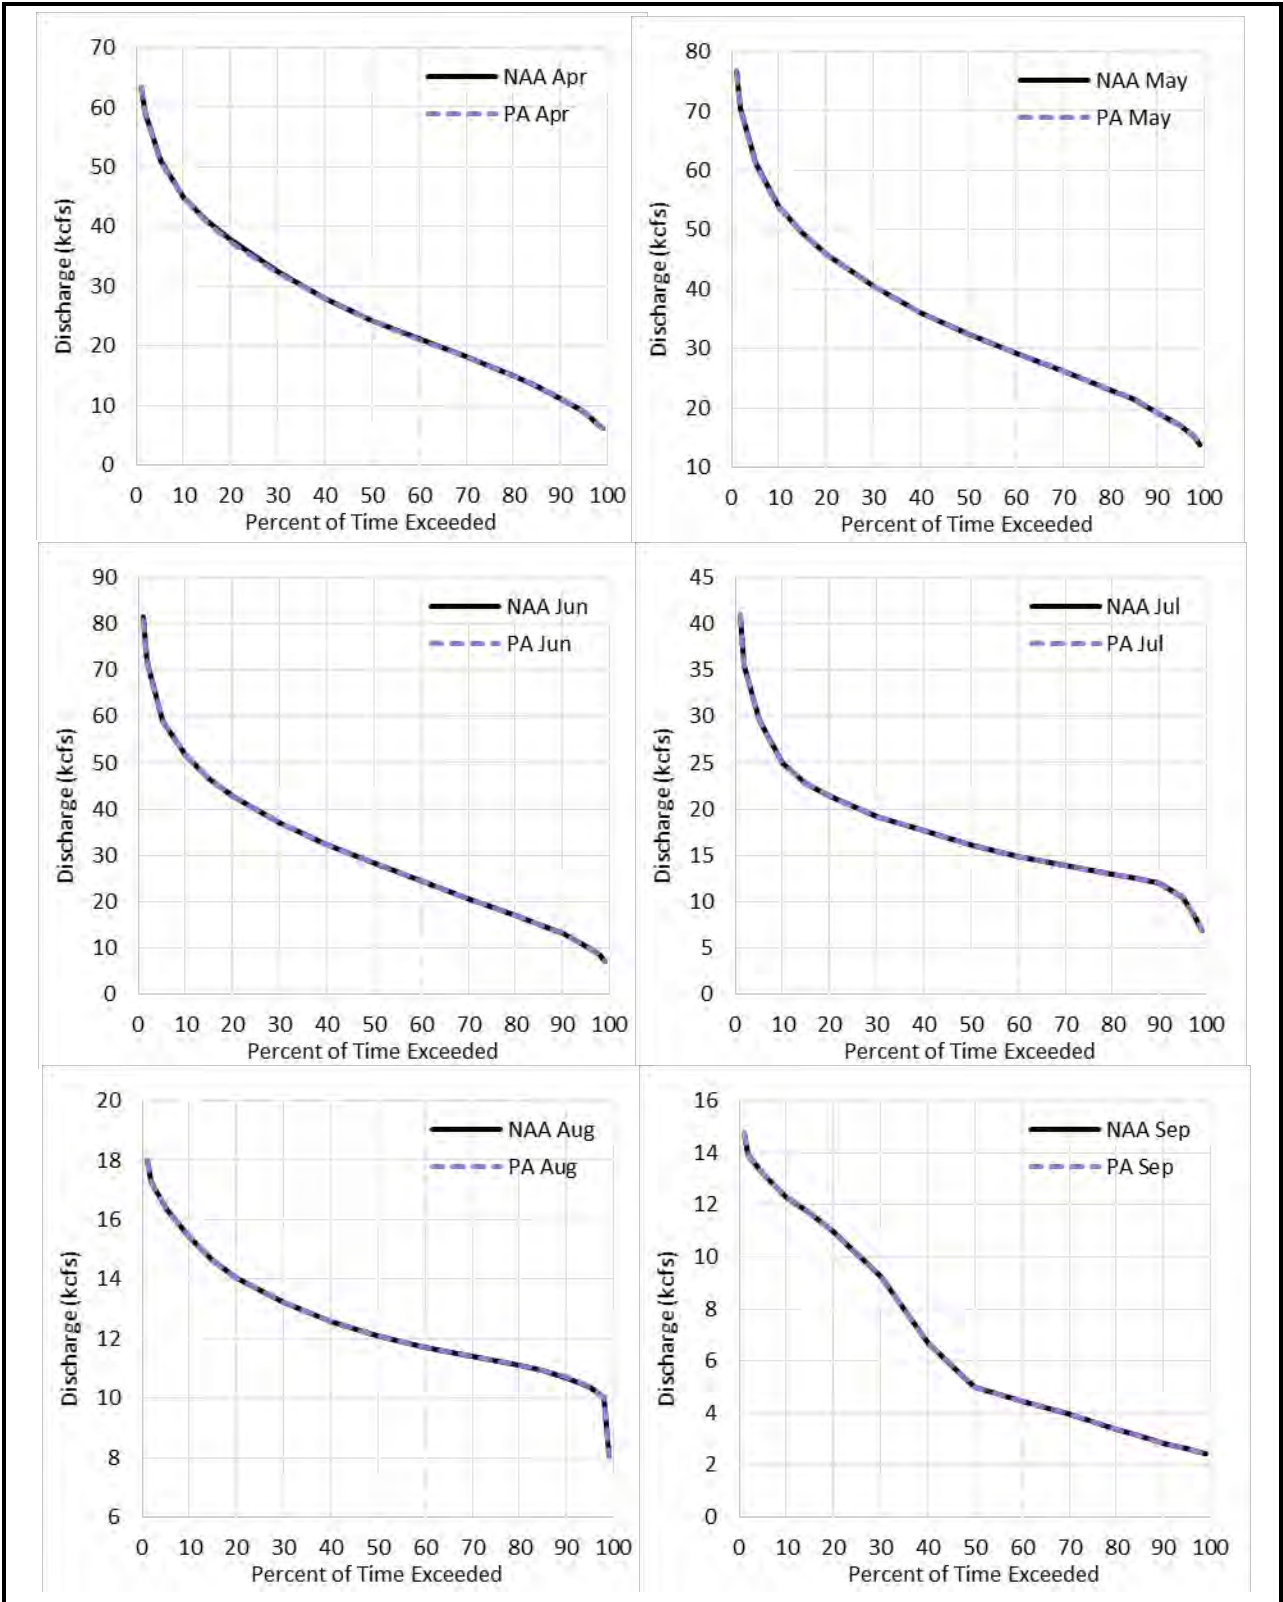 70
60
50
40
30
20
10
0
Discharge (kcfs)
NAA Apr
PA Apr
0 10 20 30 40 50 60 70 80 90 100
Percent of Time Exceeded
80
70
60
50
40
30
20
10
Discharge (kcfs)
NAA May
PA May
0 10 20 30 40 50 60 70 80 90 100
Percent of Time Exceeded
90
80
70
60
50
40
30
20
10
0
Discharge (kcfs)
NAA Jun
PA Jun
0 10 20 30 40 50 60 70 80 90 100
Percent of Time Exceeded
45
40
35
30
25
20
15
10
5
0
Discharge (kcfs)
NAA Jul
PA Jul
0 10 20 30 40 50 60 70 80 90 100
Percent of Time Exceeded
20
18
16
14
12
10
8
6
Discharge (kcfs)
NAA Aug
PA Aug
0 10 20 30 40 50 60 70 80 90 100
Percent of Time Exceeded
16
14
12
10
8
6
4
2
0
Discharge (kcfs)
NAA Sep
PA Sep
0 10 20 30 40 50 60 70 80 90 100
Percent of Time Exceeded